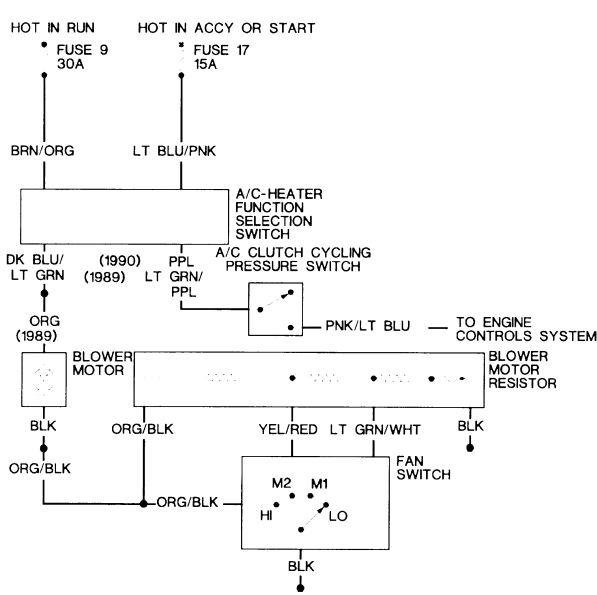 HOT IN RUN
HOT IN ACCY OR START
FUSE 9
30A
FUSE 17
15A
BRN/ORG
LT BLU/PNK
A/C-HEATER
FUNCTION
SELECTION
SWITCH
DK BLU/
LT GRN
(1990) PPL
(1989) LT GRN/
PPL
A/C CLUTCH CYCLING
PRESSURE SWITCH
ORG
(1989)
PNK/LT BLU
TO ENGINE
CONTROLS SYSTEM
BLOWER
MOTOR
BLOWER
MOTOR
RESISTOR
BLK
ORG/BLK
YEL/RED
LT GRN/WHT
BLK
ORG/BLK
FAN
SWITCH
M2
M1
ORG/BLK
HI
LO
BLK